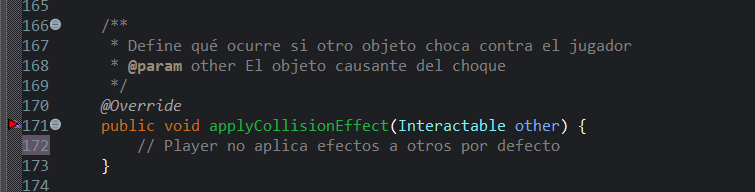 165
166 /**
167 * Define qué ocurre si otro objeto choca contra el jugador
168 * @param other El objeto causante del choque
169 */
170 @Override
171 public void applyCollisionEffect(Interactable other) {
172 // Player no aplica efectos a otros por defecto
173 }
174